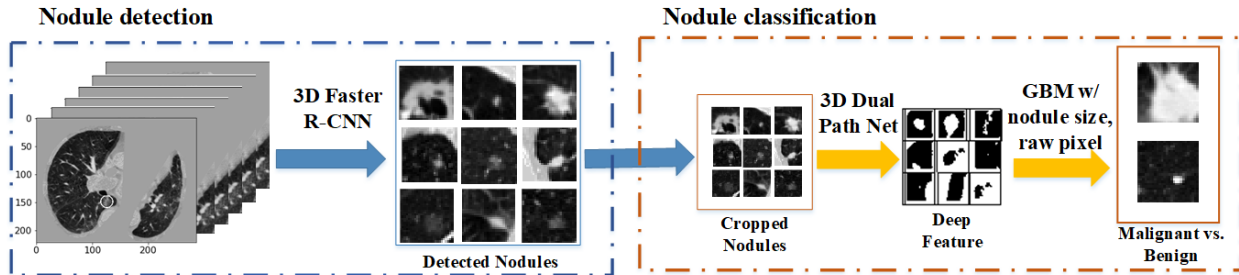 Nodule detection
Nodule classification
3D Faster
R-CNN
0
50
100
150
200
0
200
Detected Nodules
Cropped
Nodules
3D Dual
Path Net
Deep
Feature
GBM w/
nodule size,
raw pixel
Malignant vs.
Benign